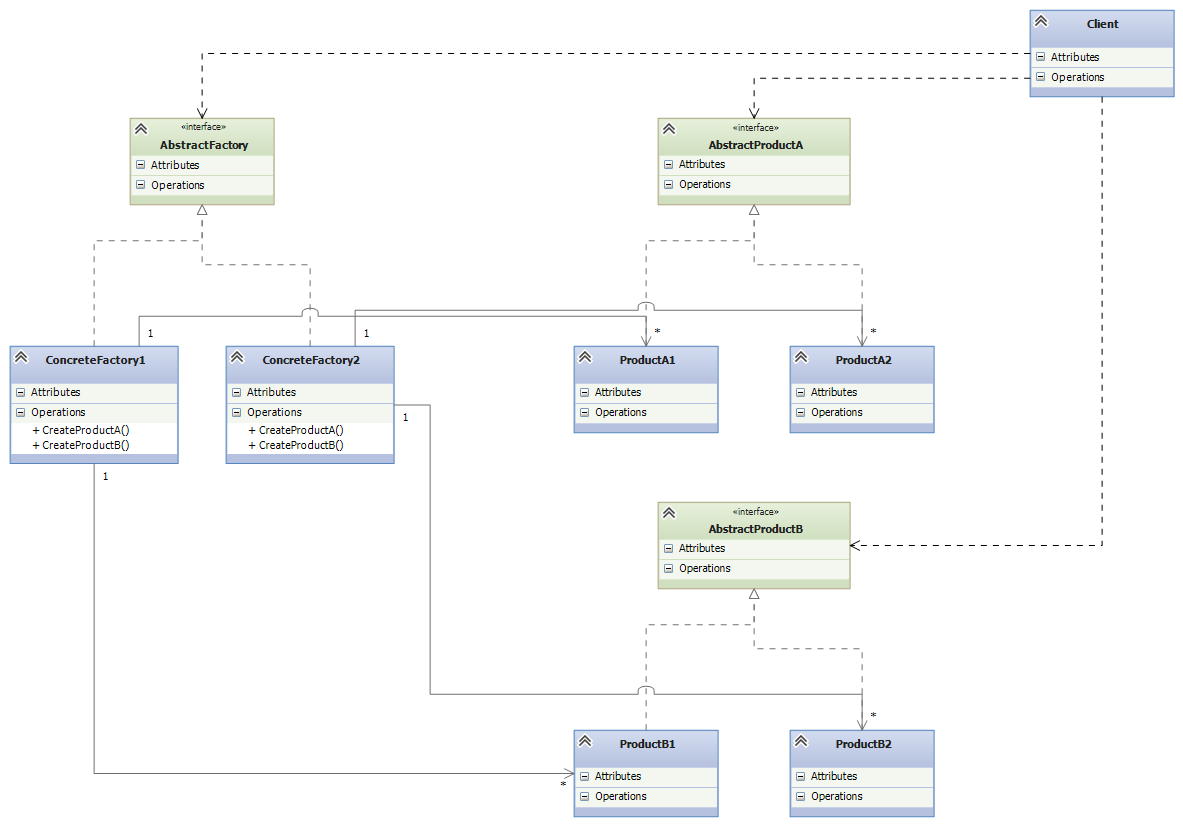 Client
Attributes
Operations
«interface»
AbstractFactory
Attributes
Operations
«interface»
AbstractProductA
Attributes
Operations
1
1
*
*
ConcreteFactory1
Attributes
Operations
+ CreateProductA()
+ CreateProductB()
1
ConcreteFactory2
Attributes
Operations
+ CreateProductA()
+ CreateProductB()
1
ProductA1
Attributes
Operations
ProductA2
Attributes
Operations
«interface»
AbstractProductB
Attributes
Operations
*
*
ProductB1
Attributes
Operations
ProductB2
Attributes
Operations